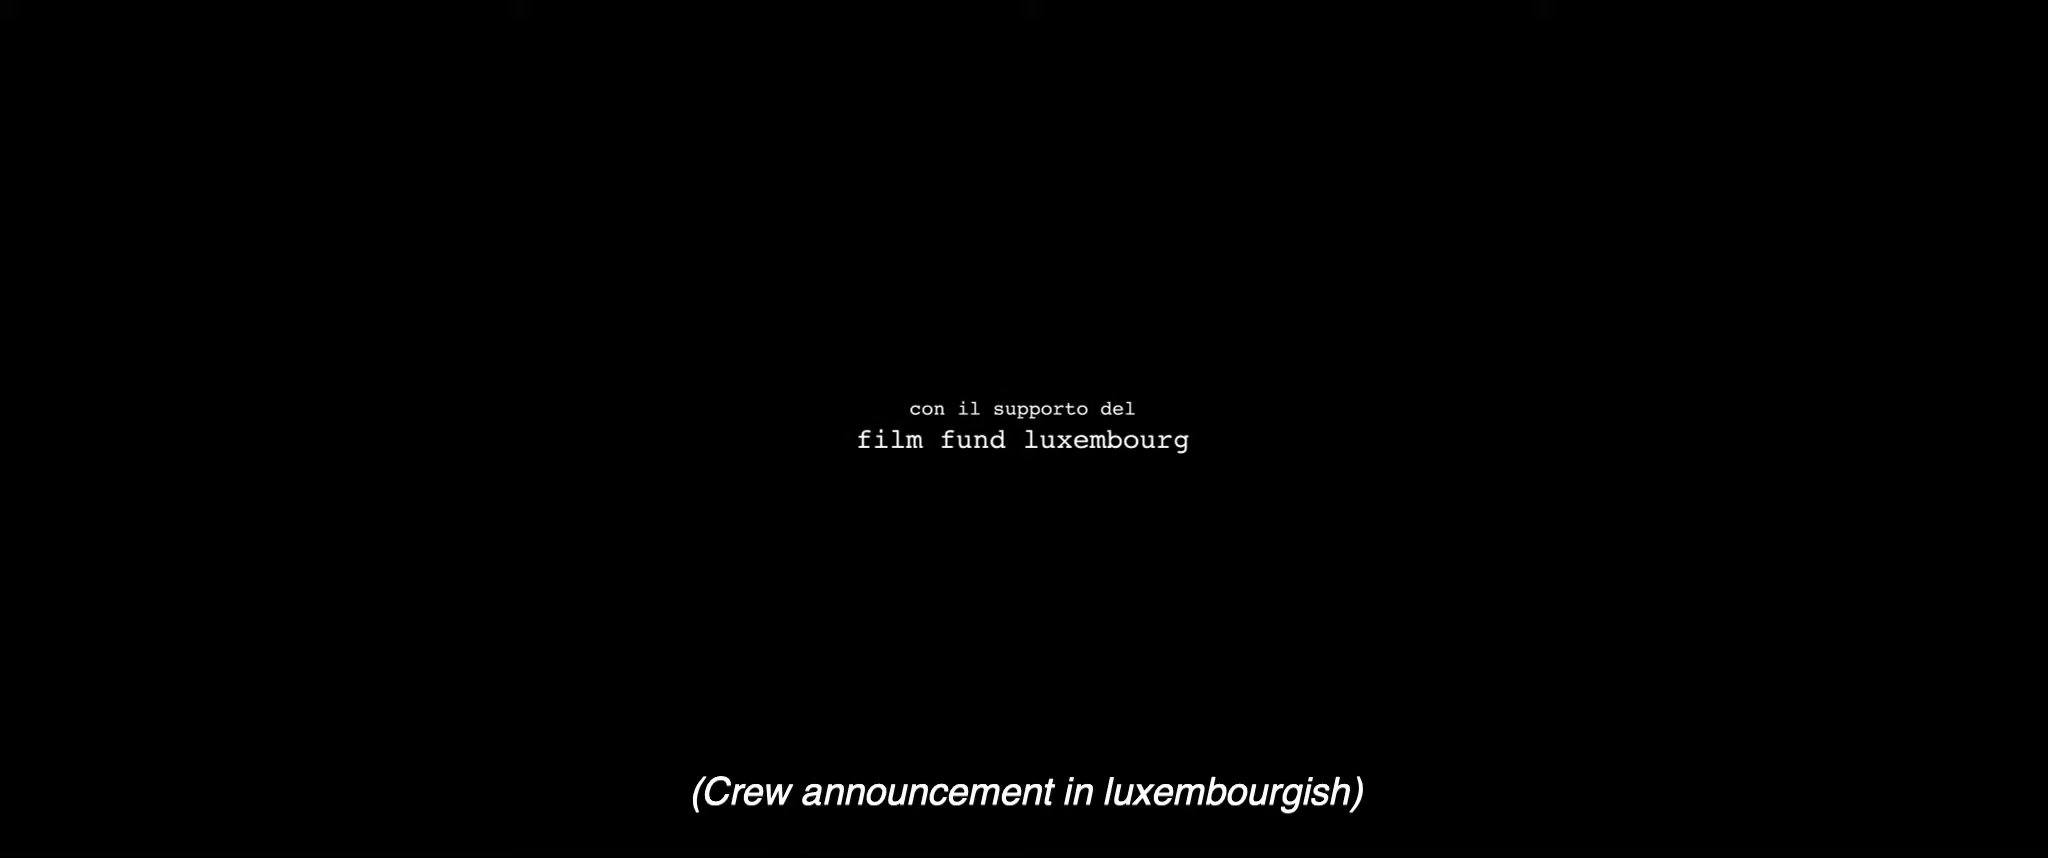 con il supporto del
film fund luxembourg
(Crew announcement in luxembourgish)